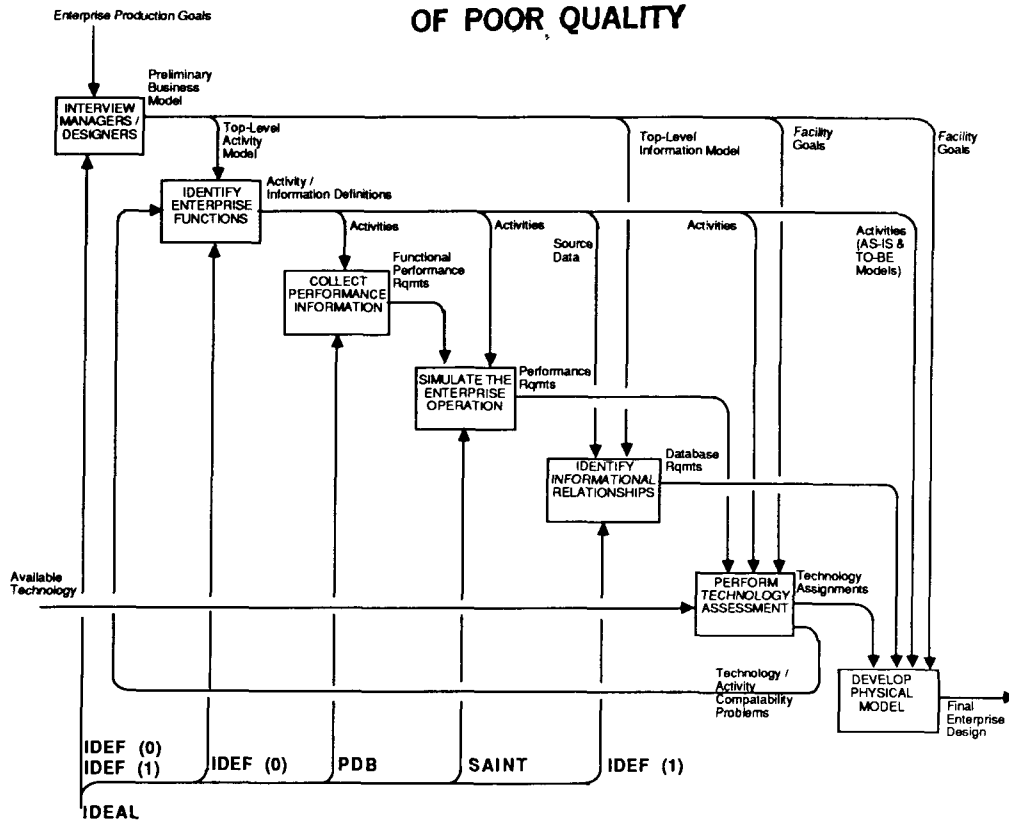 OF POOR QUALITY
Enterprise Production Goals
Preliminary
Business
Model
INTERVIEW
MANAGERS /
DESIGNERS
Top-Level
Activity
Model
Top-Level
Information Model
Facility
Goals
Facility
Goals
IDENTIFY
ENTERPRISE
FUNCTIONS
Activity /
Information Definitions
Activities
Activities
Source
Data
Activities
Activities
(AS-IS &
TO-BE
Models)
Functional
Performance
Rqmts
COLLECT
PERFORMANCE
INFORMATION
SIMULATE THE
ENTERPRISE
OPERATION
Performance
Rqmts
IDENTIFY
INFORMATIONAL
RELATIONSHIPS
Database
Rqmts
Available
Technology
PERFORM
TECHNOLOGY
ASSESSMENT
Technology
Assignments
Technology /
Activity
Compatability
Problems
DEVELOP
PHYSICAL
MODEL
Final
Enterprise
Design
IDEF (0)
IDEF (1)
IDEF (0)
PDB
SAINT
IDEF (1)
IDEAL